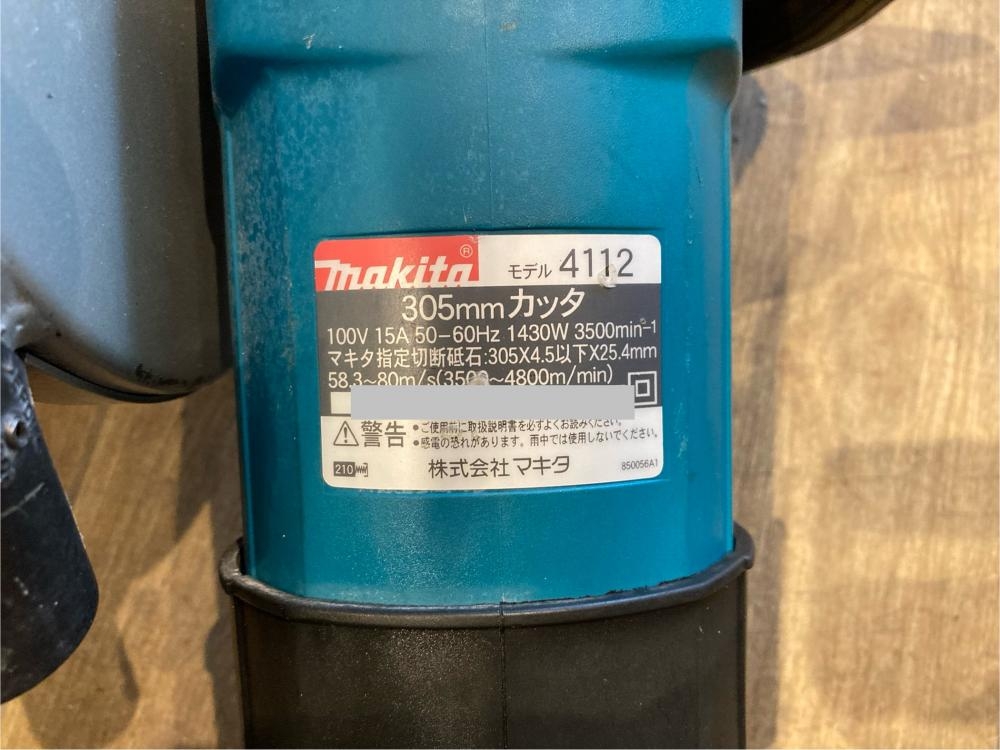 makita® モデル 4112
305mm カッタ
100V 15A 50-60Hz 1430W 3500min-1
マキタ指定切断砥石:305X4.5以下X25.4mm
58.3~80m/s(3500~4800m/min)
警告 ・ご使用前に取扱説明書を必ずよくお読みください。
・感電の恐れがあります。雨中では使用しないでください。
210 株式会社 マキタ 850056A1